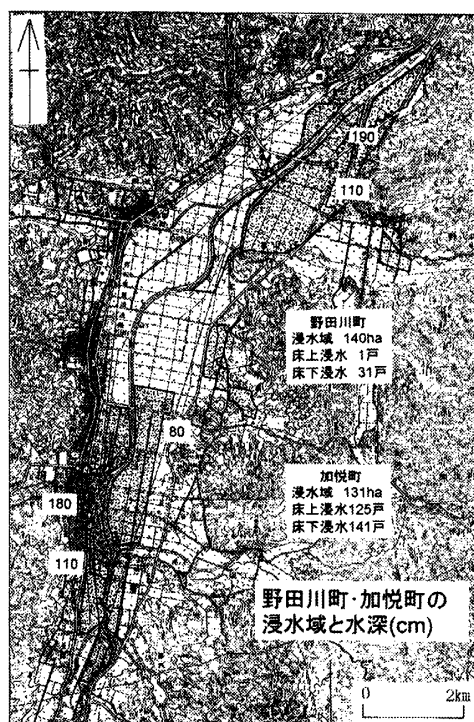 190
110
野田川町
浸水域 140ha
床上浸水 1戸
床下浸水 31戸
80
加悦町
浸水域 131ha
床上浸水125戸
床下浸水141戸
180
110
野田川町・加悦町の
浸水域と水深(cm)
0 2km